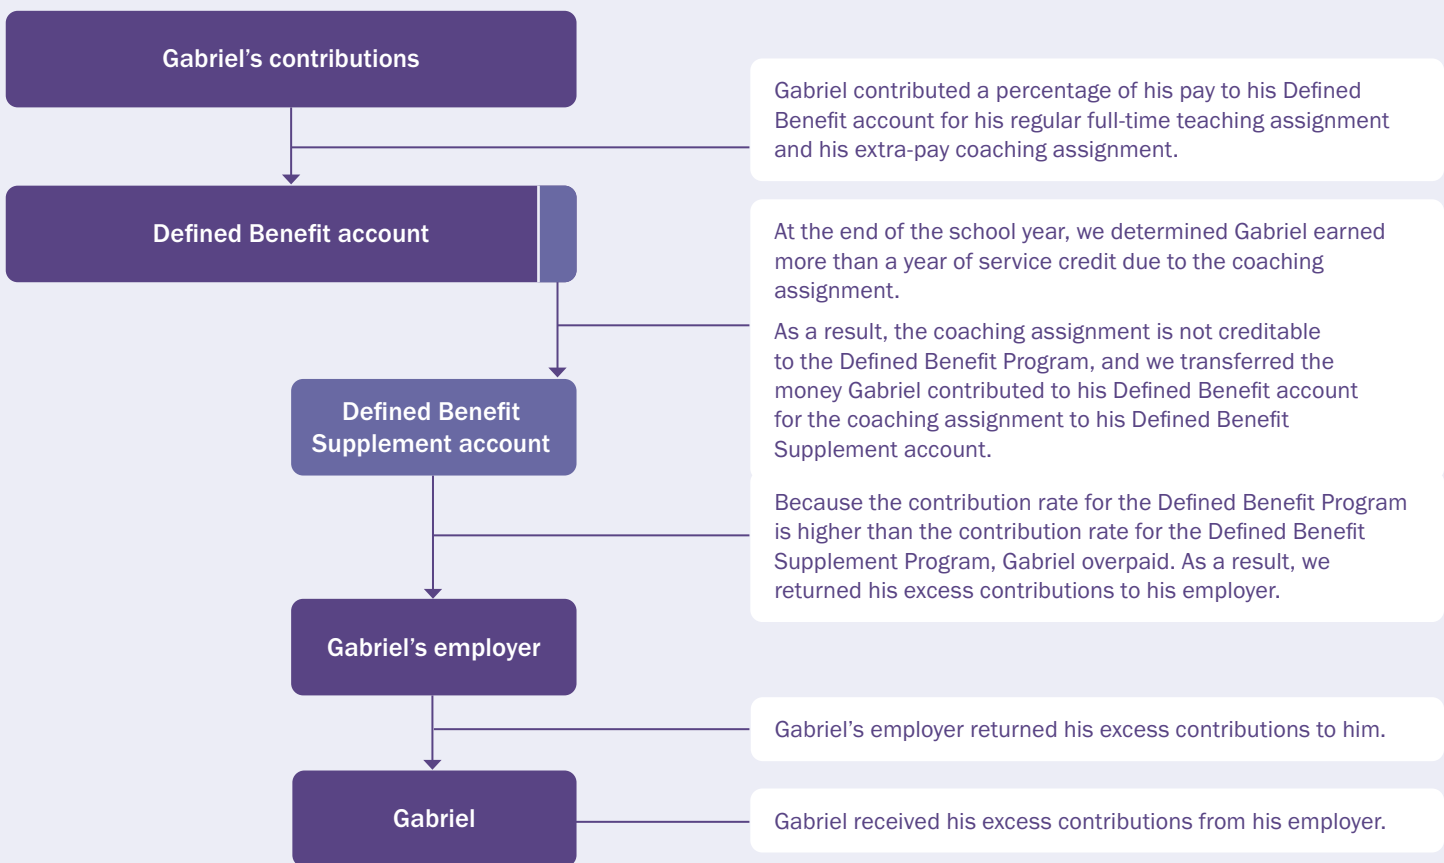 Gabriel’s contributions
Gabriel contributed a percentage of his pay to his Defined
Benefit account for his regular full-time teaching assignment
and his extra-pay coaching assignment.
Defined Benefit account
At the end of the school year, we determined Gabriel earned
more than a year of service credit due to the coaching
assignment.
As a result, the coaching assignment is not creditable
to the Defined Benefit Program, and we transferred the
money Gabriel contributed to his Defined Benefit account
for the coaching assignment to his Defined Benefit
Supplement account.
Defined Benefit
Supplement account
Because the contribution rate for the Defined Benefit Program
is higher than the contribution rate for the Defined Benefit
Supplement Program, Gabriel overpaid. As a result, we
returned his excess contributions to his employer.
Gabriel’s employer
Gabriel’s employer returned his excess contributions to him.
Gabriel
Gabriel received his excess contributions from his employer.